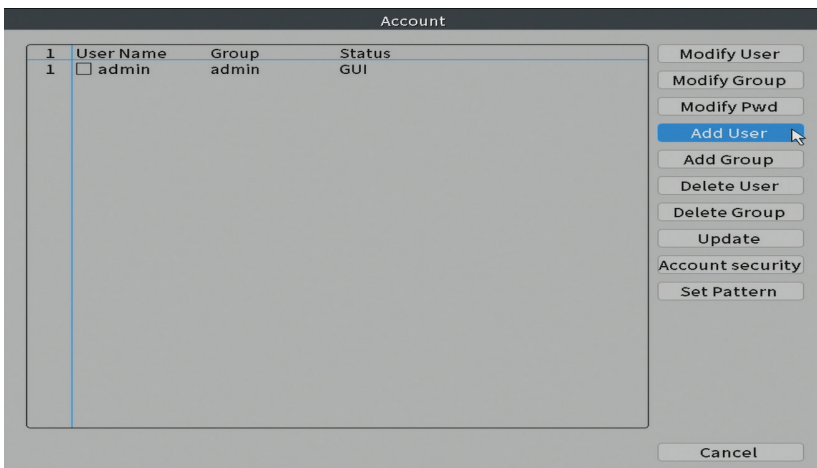 Account
1 User Name Group Status
1 admin admin GUI
Modify User
Modify Group
Modify Pwd
Add User
Add Group
Delete User
Delete Group
Update
Account security
Set Pattern
Cancel